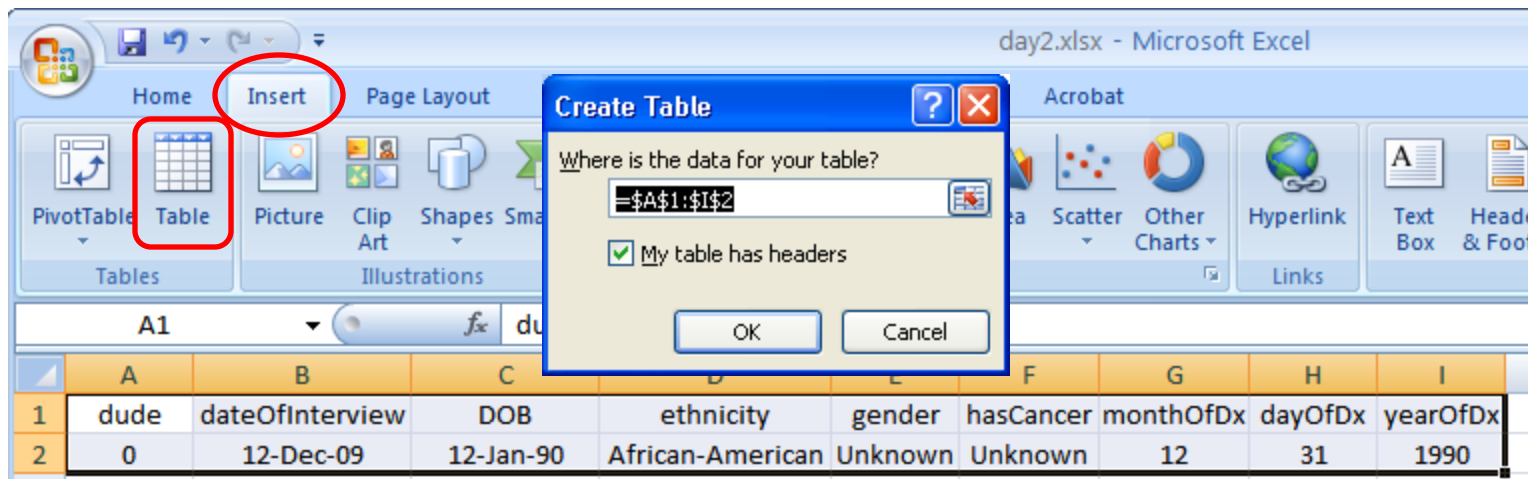 day2.xlsx - Microsoft Excel
Home Insert Page Layout Acrobat
Create Table
Where is the data for your table?
=$A$1:$I$2
My table has headers
OK Cancel
PivotTable Table Picture Clip Art Shapes Scatter Other Charts Hyperlink Text Box
Tables Illustrations Links
A1 fx
A B C D E F G H I
1 dude dateOfInterview DOB ethnicity gender hasCancer monthOfDx dayOfDx yearOfDx
2 0 12-Dec-09 12-Jan-90 African-American Unknown Unknown 12 31 1990